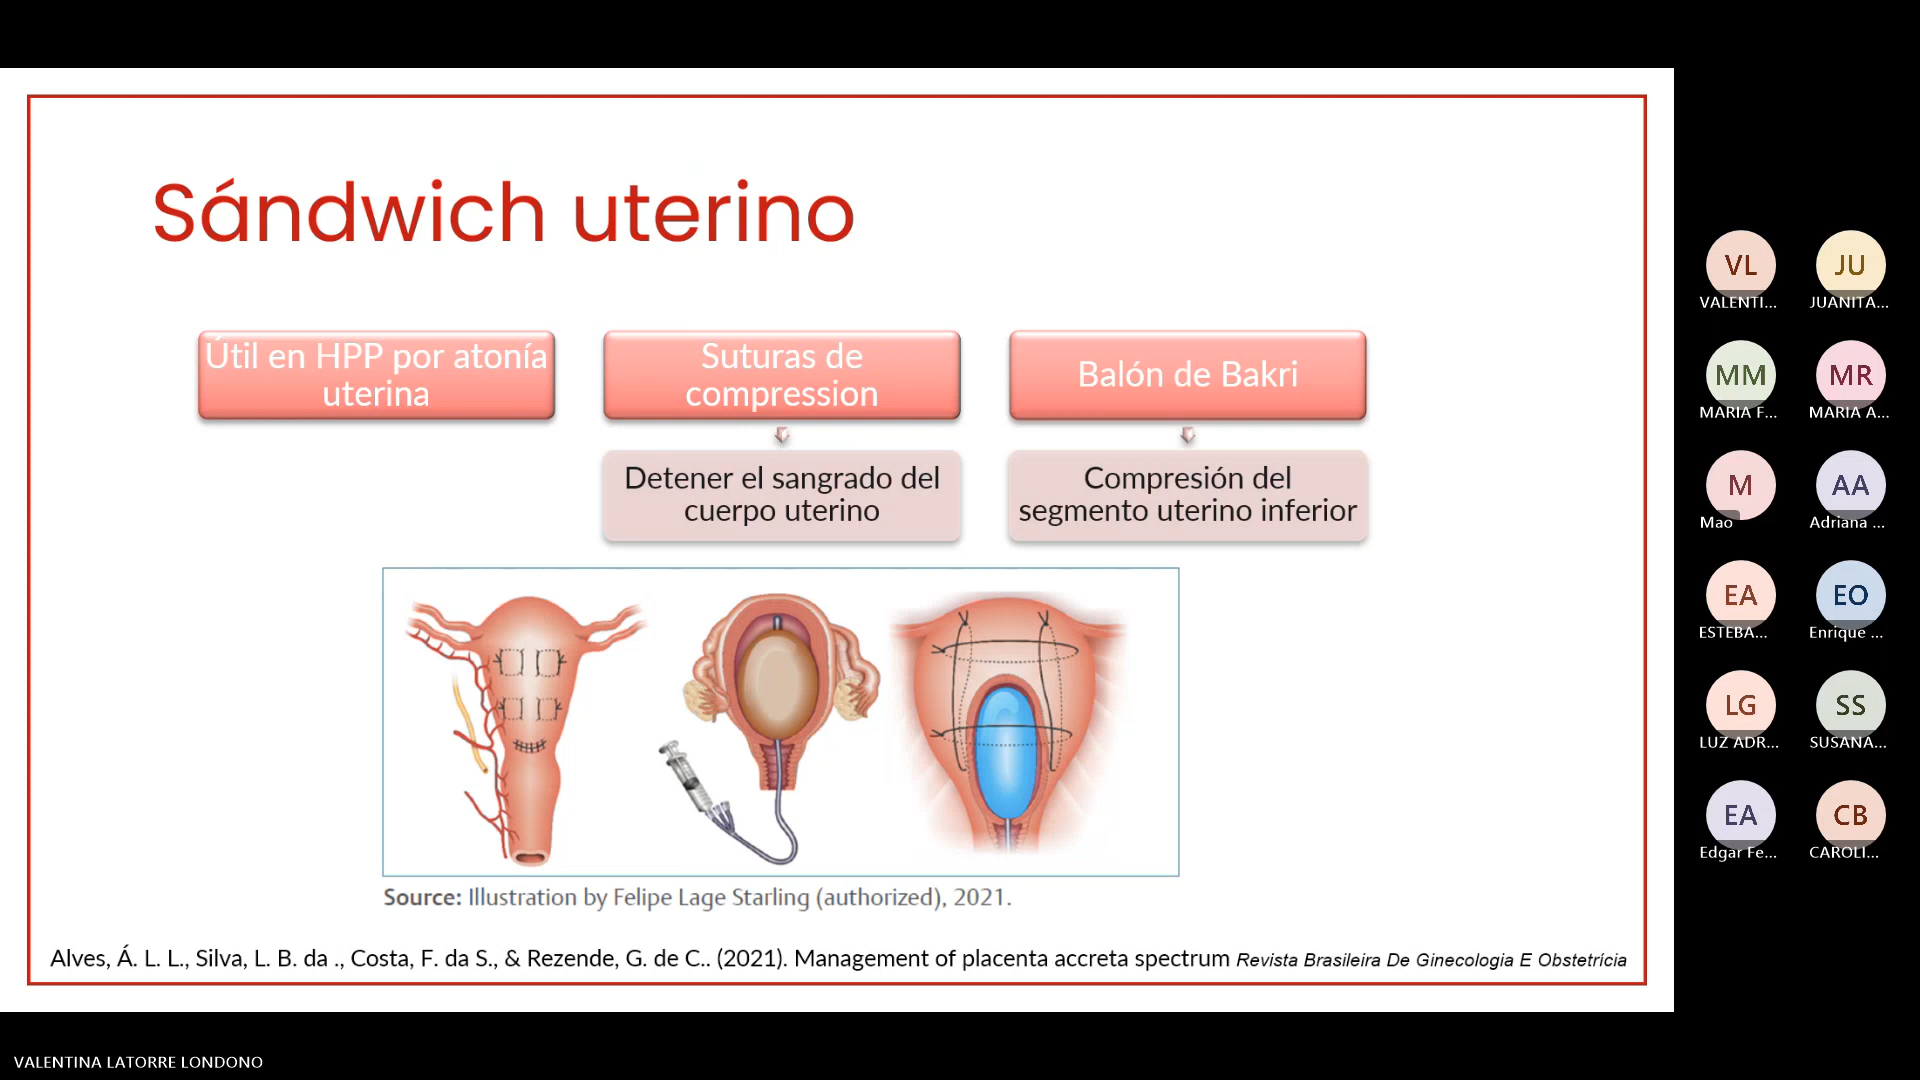 Sándwich uterino
Útil en HPP por atonía
uterina
Suturas de
compression
Balón de Bakri
Detener el sangrado del
cuerpo uterino
Compresión del
segmento uterino inferior
Source: Illustration by Felipe Lage Starling (authorized), 2021.
Alves, Á. L. L., Silva, L. B. da ., Costa, F. da S., & Rezende, G. de C.. (2021). Management of placenta accreta spectrum Revista Brasileira De Ginecologia E Obstetrícia
VL
VALENTI...
JU
JUANITA...
MM
MARIA F...
MR
MARIA A...
M
Mao
AA
Adriana ...
EA
ESTEBA...
EO
Enrique ...
LG
LUZ ADR...
SS
SUSANA...
EA
Edgar Fe...
CB
CAROLI...
VALENTINA LATORRE LONDONO